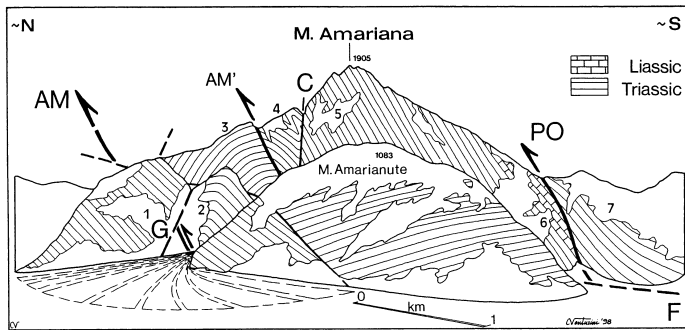 ~N
~S
M. Amariana
1905
Liassic
Triassic
AM
AM'
C
4
5
3
PO
1083
M. Amarianute
1
2
G
6
7
0
km
1
F
CV
CVenturini '98